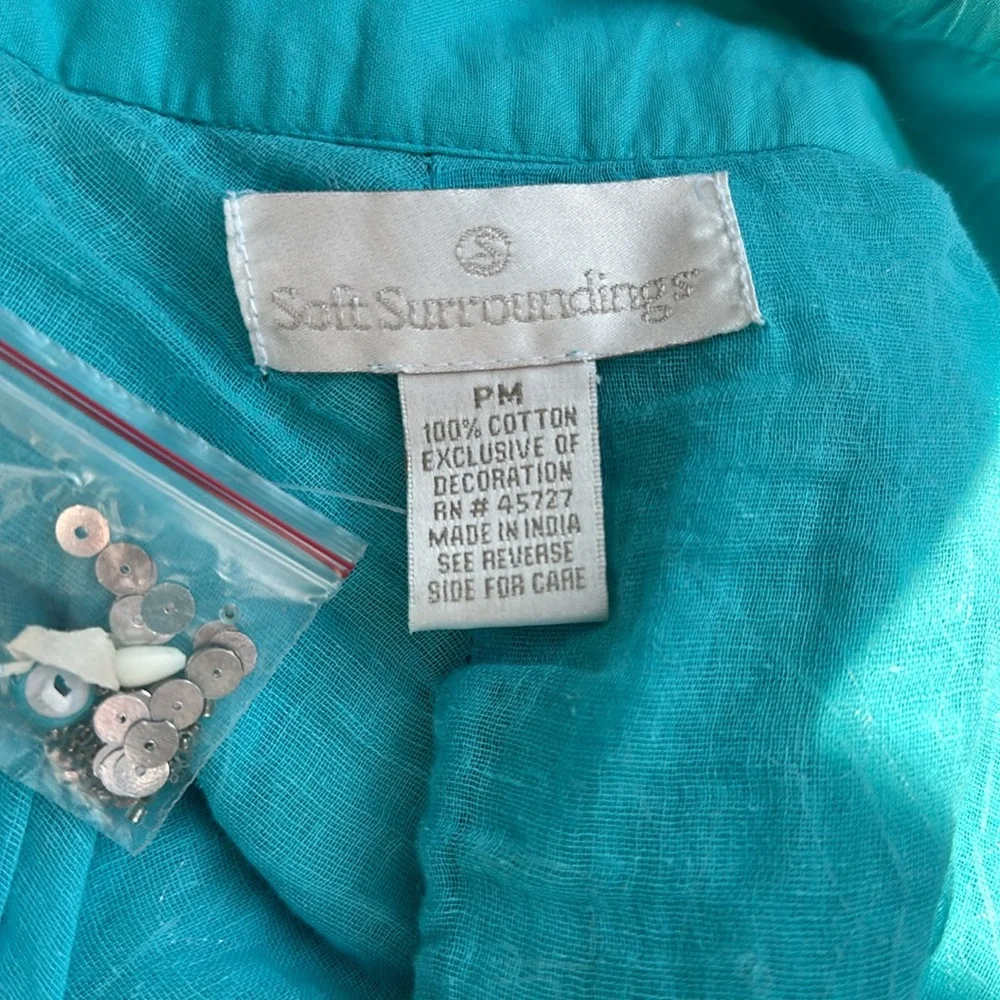 S
Soft Surroundings
PM
100% COTTON
EXCLUSIVE OF
DECORATION
RN # 45727
MADE IN INDIA
SEE REVERSE
SIDE FOR CARE